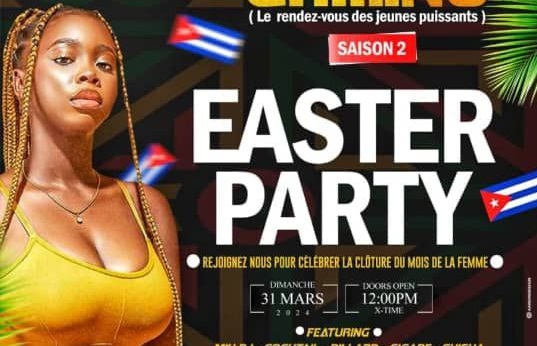 ( Le rendez-vous des jeunes puissants )
SAISON 2
EASTER
PARTY
REJOIGNEZ NOUS POUR CÉLÉBRER LA CLÔTURE DU MOIS DE LA FEMME
DIMANCHE
31 MARS
2024
DOORS OPEN
12:00PM
X-TIME
FEATURING